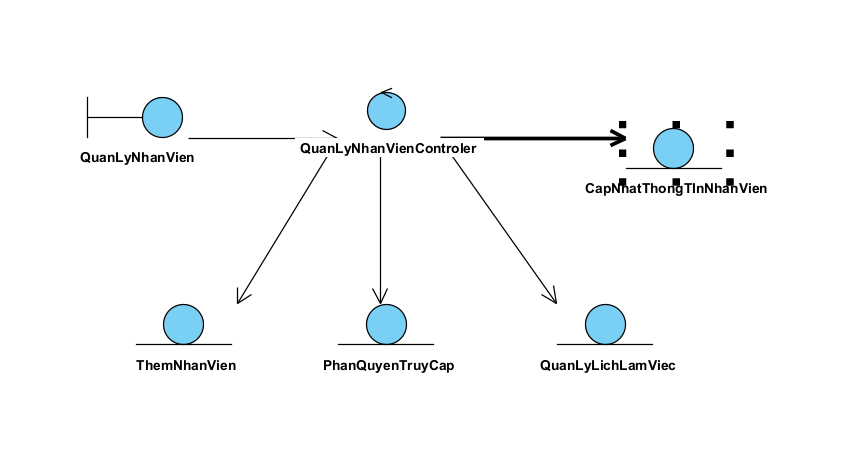 QuanLyNhanVien
QuanLyNhanVienControler
CapNhatThongTInNhanVien
ThemNhanVien
PhanQuyenTruyCap
QuanLyLichLamViec